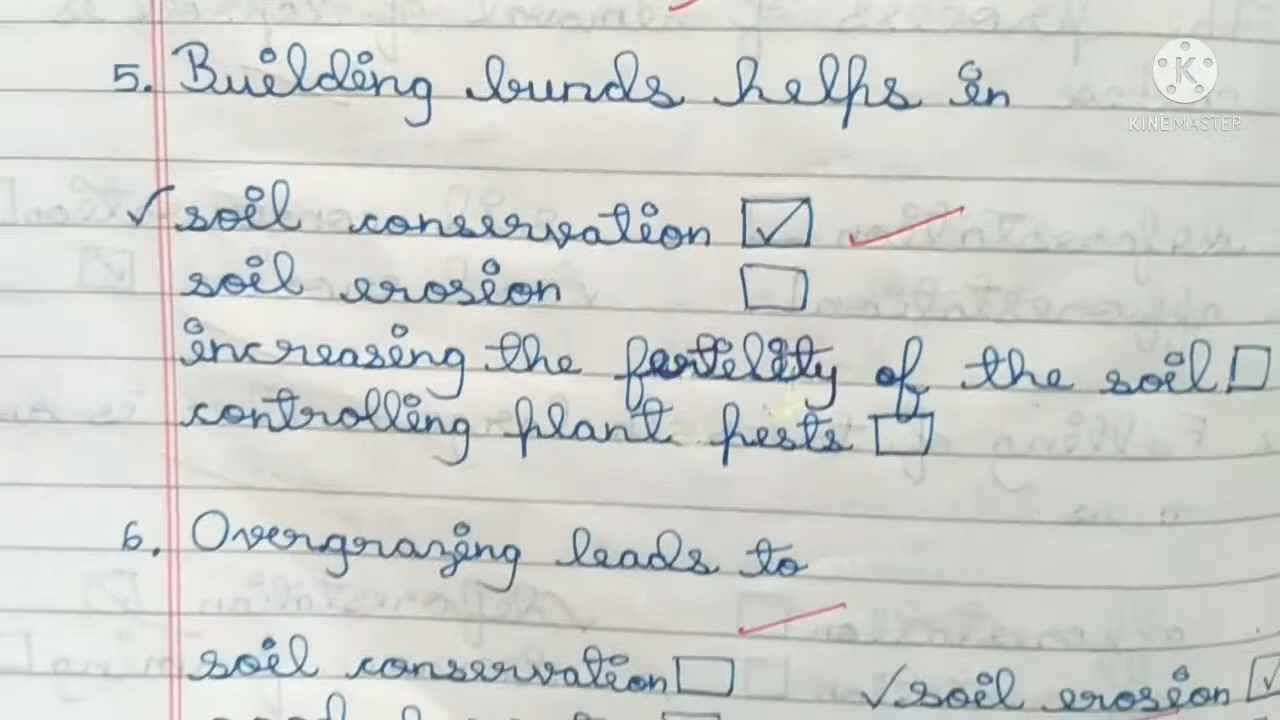 5. Building bunds helps in
KINEMASTER
✓ soil conservation ☑
soil erosion ☐
increasing the fertility of the soil ☐
controlling plant pests ☐
6. Overgrazing leads to
soil conservation ☐ ✓ soil erosion ☑